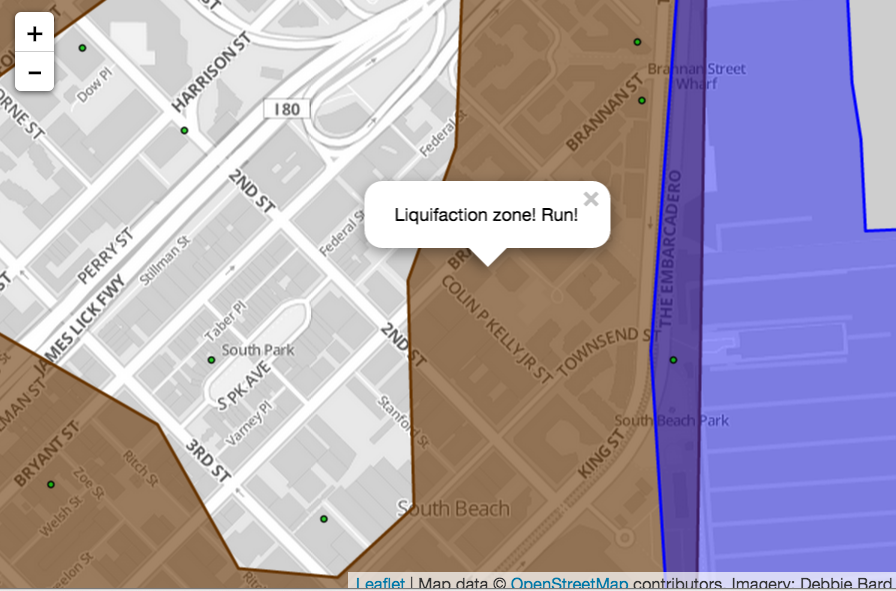 +
−
Dow Pl
HARRISON ST
ORNE ST
I 80
Federal St
BRANNAN ST
Brannan Street
Wharf
2ND ST
Liquifaction zone! Run!
×
THE EMBARCADERO
PERRY ST
Stillman St
Federal St
COLIN P KELLY JR ST
JAMES LICK FWY
Taber Pl
South Park
2ND ST
TOWNSEND ST
S PK AVE
Varney Pl
Stanford St
South Beach Park
BRYANT ST
Ritch St
3RD ST
KING ST
Zoe St
Welsh St
South Beach
Leaflet | Map data © OpenStreetMap contributors, Imagery: Debbie Bard,